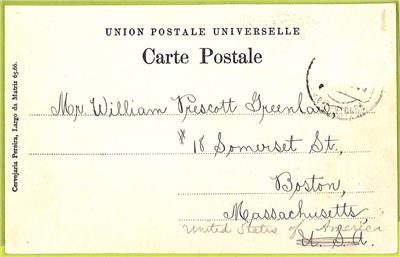 UNION POSTALE UNIVERSELLE
Carte Postale
Mr. William Prescott Greenlaw,
18 Somerset St.,
Boston,
Massachusetts,
United States of America
U. S. A.
Cervejaria Pereira, Largo da Matriz 65,66.